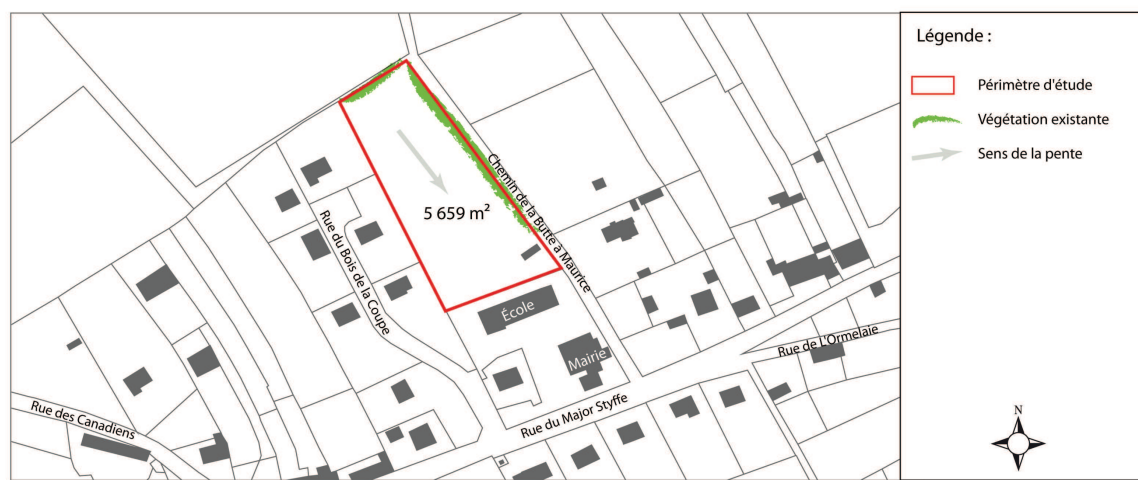 Légende :
Périmètre d'étude
Végétation existante
Sens de la pente
Chemin de la Butte à Maurice
5 659 m²
Rue du Bois de la Coupe
École
Mairie
Rue de L'Ormelaie
Rue du Major Styffe
Rue des Canadiens
N